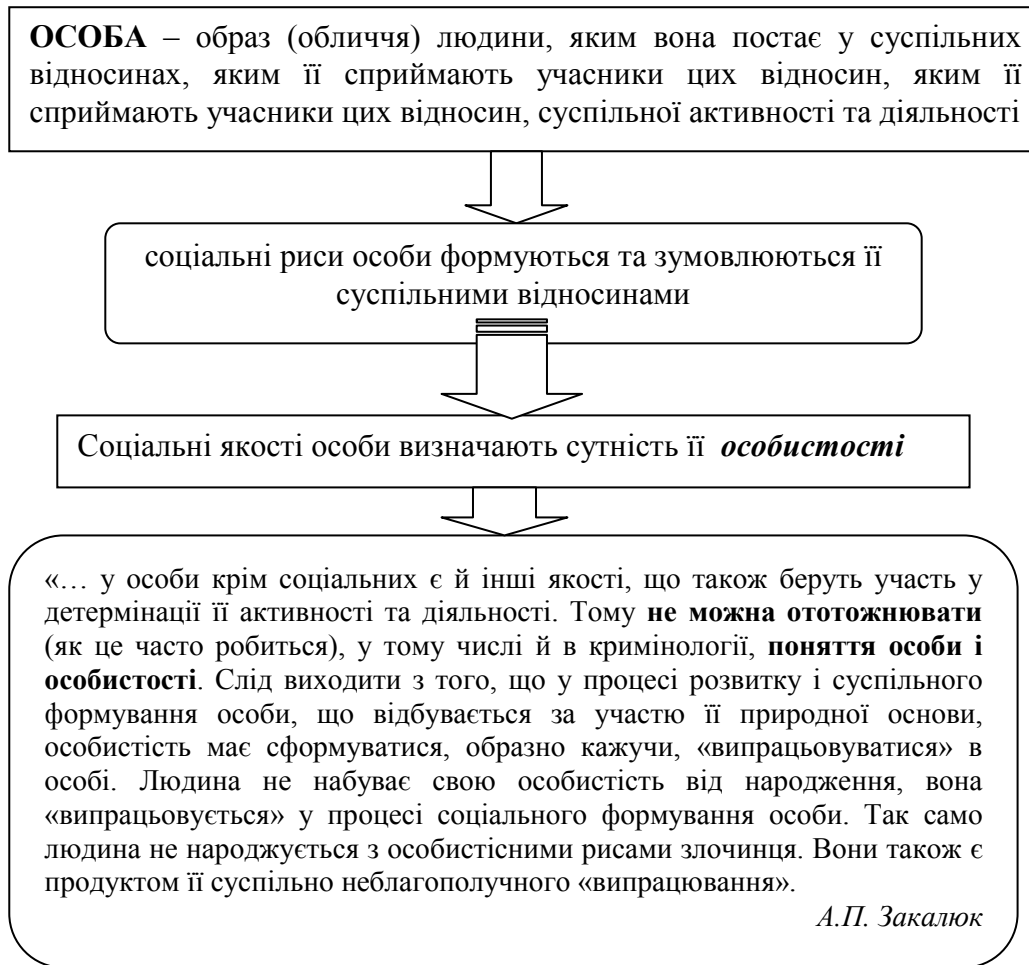 ОСОБА – образ (обличчя) людини, яким вона постає у суспільних
відносинах, яким її сприймають учасники цих відносин, яким її
сприймають учасники цих відносин, суспільної активності та діяльності
соціальні риси особи формуються та зумовлюються її
суспільними відносинами
Соціальні якості особи визначають сутність її особистості
«… у особи крім соціальних є й інші якості, що також беруть участь у
детермінації її активності та діяльності. Тому не можна ототожнювати
(як це часто робиться), у тому числі й в кримінології, поняття особи і
особистості. Слід виходити з того, що у процесі розвитку і суспільного
формування особи, що відбувається за участю її природної основи,
особистість має сформуватися, образно кажучи, «випрацьовуватися» в
особі. Людина не набуває свою особистість від народження, вона
«випрацьовується» у процесі соціального формування особи. Так само
людина не народжується з особистісними рисами злочинця. Вони також є
продуктом її суспільно неблагополучного «випрацювання».
А.П. Закалюк